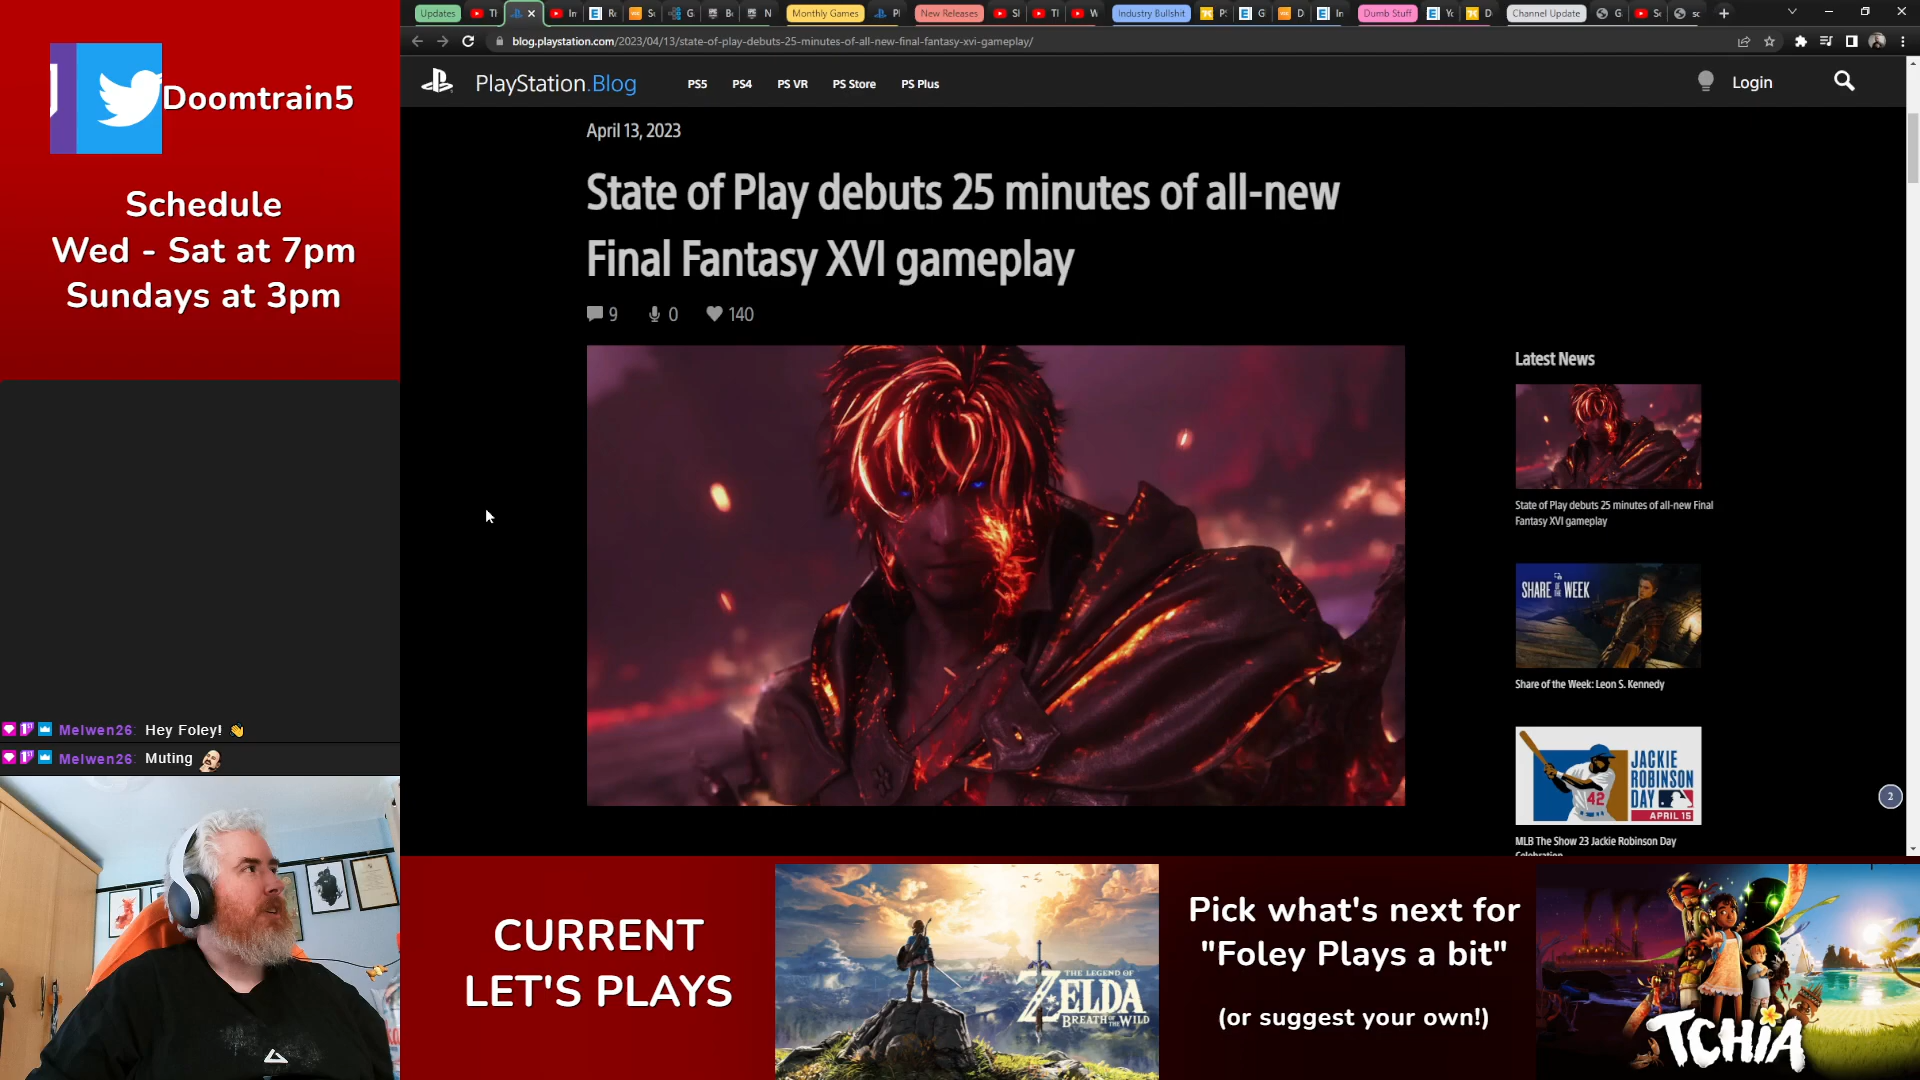 Doomtrain5
Schedule
Wed - Sat at 7pm
Sundays at 3pm
Melwen26: Hey Foley!
Melwen26: Muting
Updates
Monthly Games
New Releases
Industry Bullshit
Dumb Stuff
Channel Update
blog.playstation.com/2023/04/13/state-of-play-debuts-25-minutes-of-all-new-final-fantasy-xvi-gameplay/
PlayStation.Blog
PS5
PS4
PS VR
PS Store
PS Plus
Login
April 13, 2023
State of Play debuts 25 minutes of all-new
Final Fantasy XVI gameplay
9
0
140
Latest News
State of Play debuts 25 minutes of all-new Final
Fantasy XVI gameplay
SHARE OF THE WEEK
Share of the Week: Leon S. Kennedy
JACKIE
ROBINSON
DAY
APRIL 15
42
MLB The Show 23 Jackie Robinson Day
Celebration
2
CURRENT
LET'S PLAYS
THE LEGEND OF
ZELDA
BREATH OF THE WILD
Pick what's next for
"Foley Plays a bit"
(or suggest your own!)
TCHIA